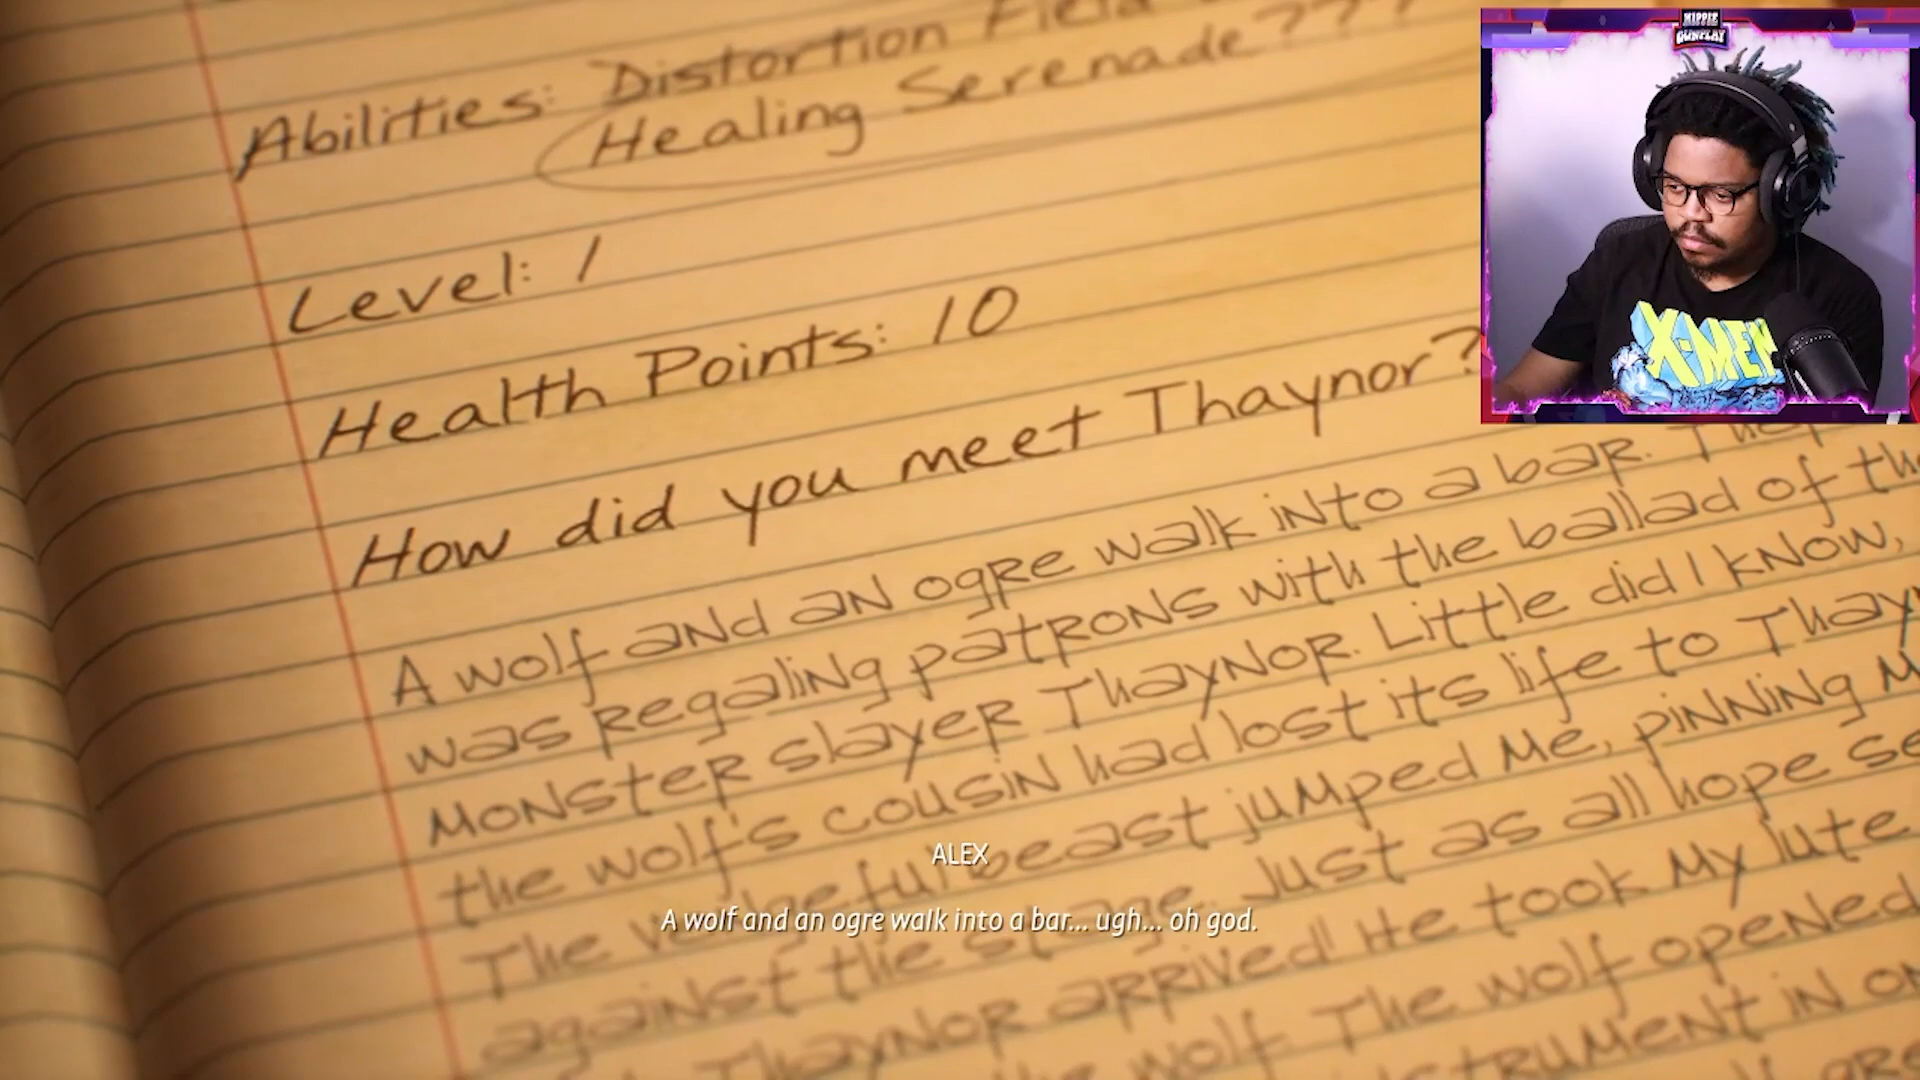 HIPPIE
GUNPLAY
Abilities: Distortion Field
Healing Serenade???
X-MEN
Level: 1
Health Points: 10
How did you meet Thaynor?
A wolf and an ogre walk into a bar.
was regaling patrons with the ballad of the
monster slayer Thaynor. Little did I know,
the wolf's cousin had lost its life to
The beast jumped me, pinning
against the stage. Just as all hope
Thaynor arrived! He took my lute
the wolf. The wolf opened
in
ALEX
A wolf and an ogre walk into a bar... ugh... oh god.